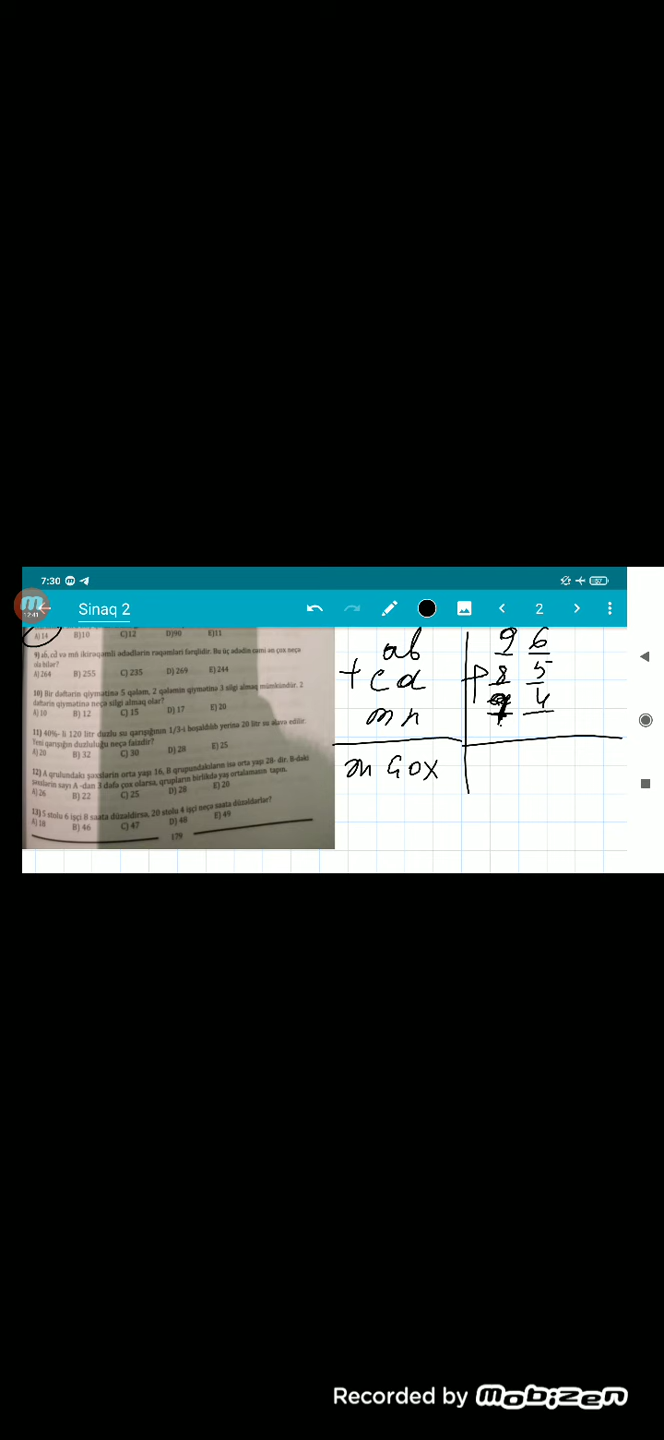 7:30
Sinaq 2
2
A) 14 B)10 C)12 D)90 E)11
9) ab, cd və mn ikirəqəmli ədədlərin rəqəmləri fərqlidir. Bu üç ədədin cəmi ən çox neçə
ola bilər?
A) 264 B) 255 C) 235 D) 269 E) 244
10) Bir dəftərin qiymətinə 5 qələm, 2 qələmin qiymətinə 3 silgi almaq mümkündür. 2
dəftərin qiymətinə neçə silgi almaq olar?
A) 10 B) 12 C) 15 D) 17 E) 20
11) 40%- li 120 litr duzlu su qarışığının 1/3-i boşaldılıb yerinə 20 litr su əlavə edilir.
Yeni qarışığın duzluluğu neçə faizdir?
A) 28 B) 32 C) 30 D) 28 E) 25
12) A qrulundakı şəxslərin orta yaşı 16, B qrupundakıların isə orta yaşı 28- dir. B-dəki
şəxslərin sayı A -dan 3 dəfə çox olarsa, qrupların birlikdə yaş ortalamasın tapın.
A) 26 B) 22 C) 25 D) 28 E) 20
13) 5 stolu 6 işçi 8 saata düzəldirsə, 20 stolu 4 işçi neçə saata düzəldərlər?
A) 18 B) 46 C) 47 D) 48 E) 49
179
ab
+ cd
mn
9 6
8 5
4
Recorded by mobizen